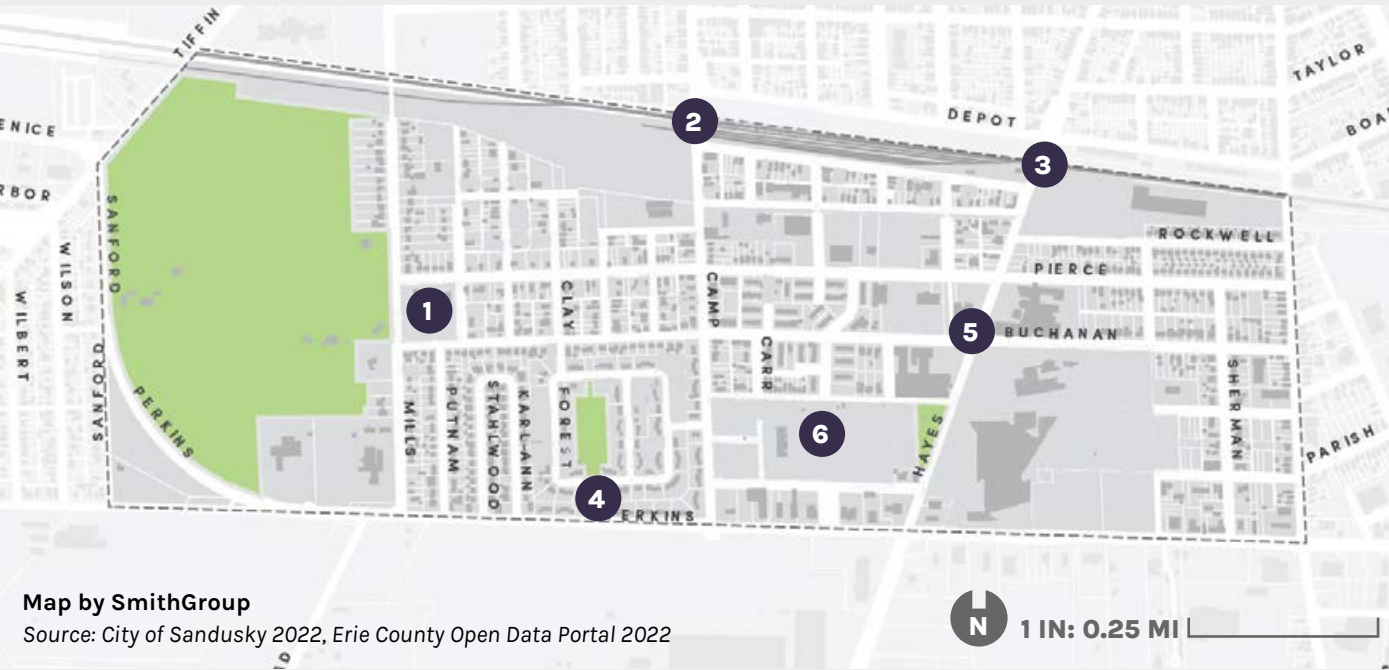 TIFFIN
TAYLOR
ENICE
DEPOT
BOA
2
3
RBOR
SANFORD
WILSON
WILBERT
ROCKWELL
PIERCE
CLAY
CAMP
1
5
BUCHANAN
CARR
SANFORD
PERKINS
MILLS
PUTNAM
STAHLWOOD
KARL-ANN
FOREST
SHERMAN
HAYES
6
PARISH
4
ERKINS
Map by SmithGroup
Source: City of Sandusky 2022, Erie County Open Data Portal 2022
N
1 IN: 0.25 MI